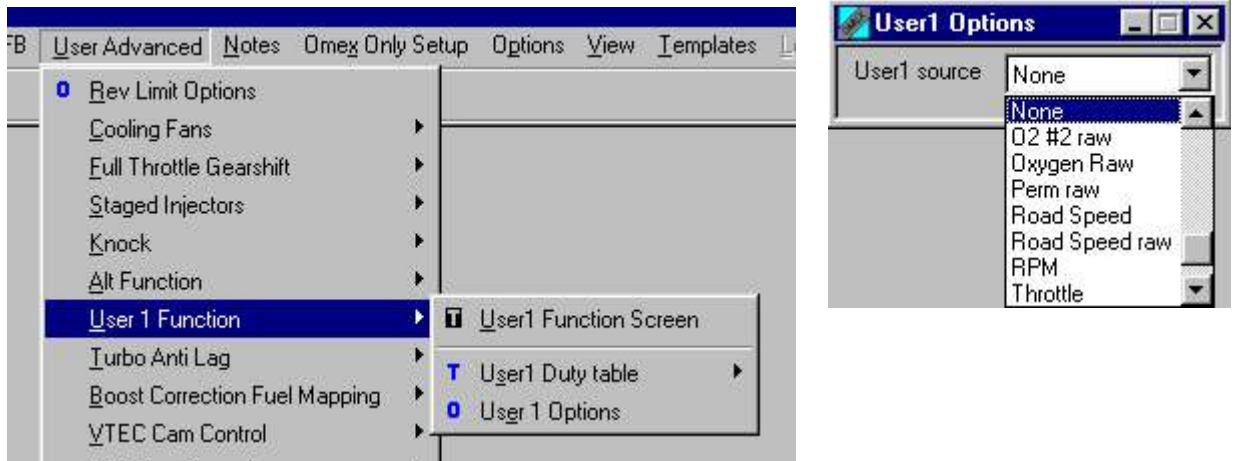 FB User Advanced Notes Omex Only Setup Options View Templates
Rev Limit Options
Cooling Fans
Full Throttle Gearshift
Staged Injectors
Knock
Alt Function
User 1 Function
Turbo Anti Lag
Boost Correction Fuel Mapping
VTEC Cam Control
T User1 Function Screen
T User1 Duty table
O User 1 Options
User1 Options
User1 source None
None
O2 #2 raw
Oxygen Raw
Perm raw
Road Speed
Road Speed raw
RPM
Throttle